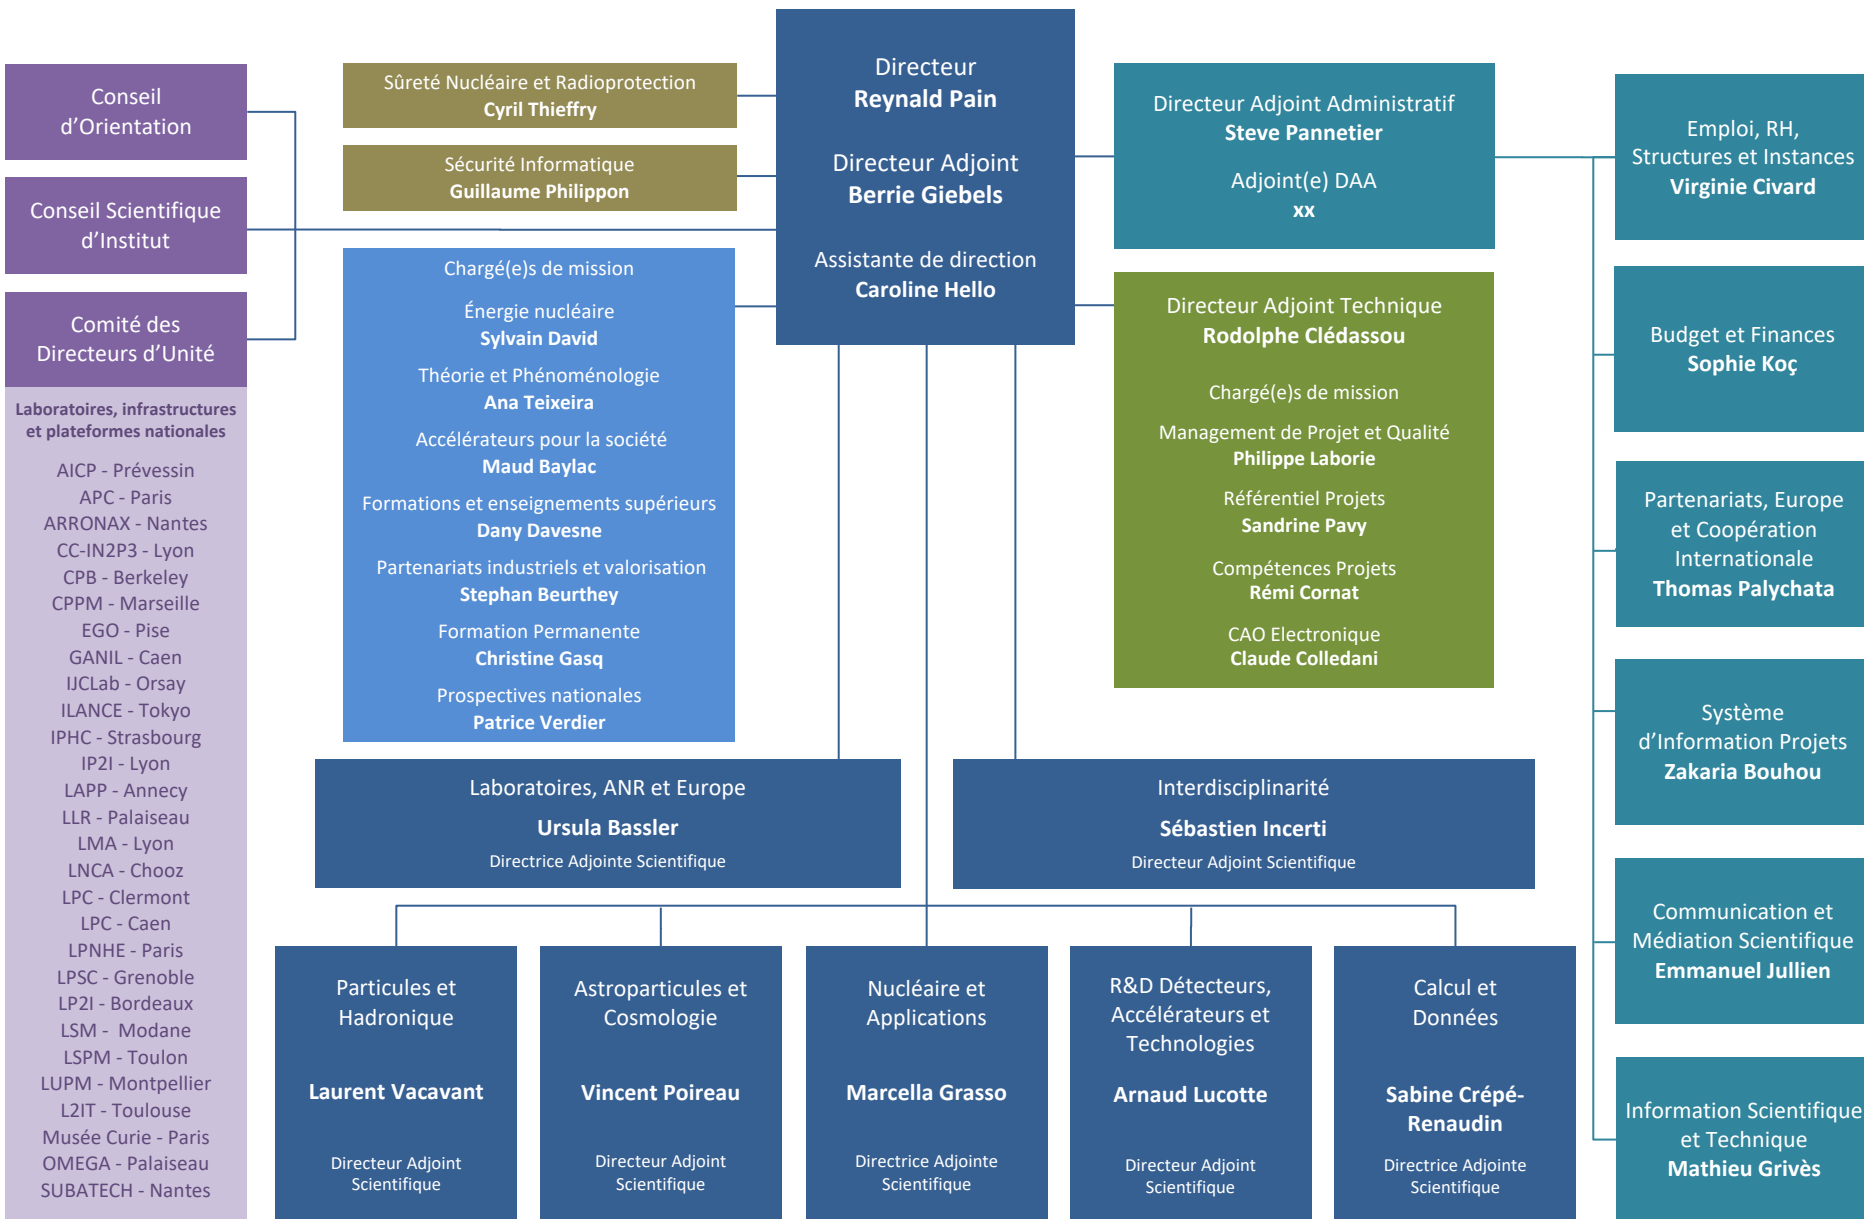 Conseil
d’Orientation
Conseil Scientifique
d’Institut
Comité des
Directeurs d’Unité
Laboratoires, infrastructures
et plateformes nationales
AICP - Prévessin
APC - Paris
ARRONAX - Nantes
CC-IN2P3 - Lyon
CPB - Berkeley
CPPM - Marseille
EGO - Pise
GANIL - Caen
IJCLab - Orsay
ILANCE - Tokyo
IPHC - Strasbourg
IP2I - Lyon
LAPP - Annecy
LLR - Palaiseau
LMA - Lyon
LNCA - Chooz
LPC - Clermont
LPC - Caen
LPNHE - Paris
LPSC - Grenoble
LP2I - Bordeaux
LSM - Modane
LSPM - Toulon
LUPM - Montpellier
L2IT - Toulouse
Musée Curie - Paris
OMEGA - Palaiseau
SUBATECH - Nantes
Sûreté Nucléaire et Radioprotection
Cyril Thieffry
Sécurité Informatique
Guillaume Philippon
Chargé(e)s de mission
Énergie nucléaire
Sylvain David
Théorie et Phénoménologie
Ana Teixeira
Accélérateurs pour la société
Maud Baylac
Formations et enseignements supérieurs
Dany Davesne
Partenariats industriels et valorisation
Stephan Beurthey
Formation Permanente
Christine Gasq
Prospectives nationales
Patrice Verdier
Directeur
Reynald Pain
Directeur Adjoint
Berrie Giebels
Assistante de direction
Caroline Hello
Directeur Adjoint Administratif
Steve Pannetier
Adjoint(e) DAA
xx
Directeur Adjoint Technique
Rodolphe Clédassou
Chargé(e)s de mission
Management de Projet et Qualité
Philippe Laborie
Référentiel Projets
Sandrine Pavy
Compétences Projets
Rémi Cornat
CAO Electronique
Claude Colledani
Emploi, RH,
Structures et Instances
Virginie Civard
Budget et Finances
Sophie Koç
Partenariats, Europe
et Coopération
Internationale
Thomas Palychata
Système
d’Information Projets
Zakaria Bouhou
Communication et
Médiation Scientifique
Emmanuel Jullien
Information Scientifique
et Technique
Mathieu Grivès
Laboratoires, ANR et Europe
Ursula Bassler
Directrice Adjointe Scientifique
Interdisciplinarité
Sébastien Incerti
Directeur Adjoint Scientifique
Particules et
Hadronique
Laurent Vacavant
Directeur Adjoint
Scientifique
Astroparticules et
Cosmologie
Vincent Poireau
Directeur Adjoint
Scientifique
Nucléaire et
Applications
Marcella Grasso
Directrice Adjointe
Scientifique
R&D Détecteurs,
Accélérateurs et
Technologies
Arnaud Lucotte
Directeur Adjoint
Scientifique
Calcul et
Données
Sabine Crépé-
Renaudin
Directrice Adjointe
Scientifique